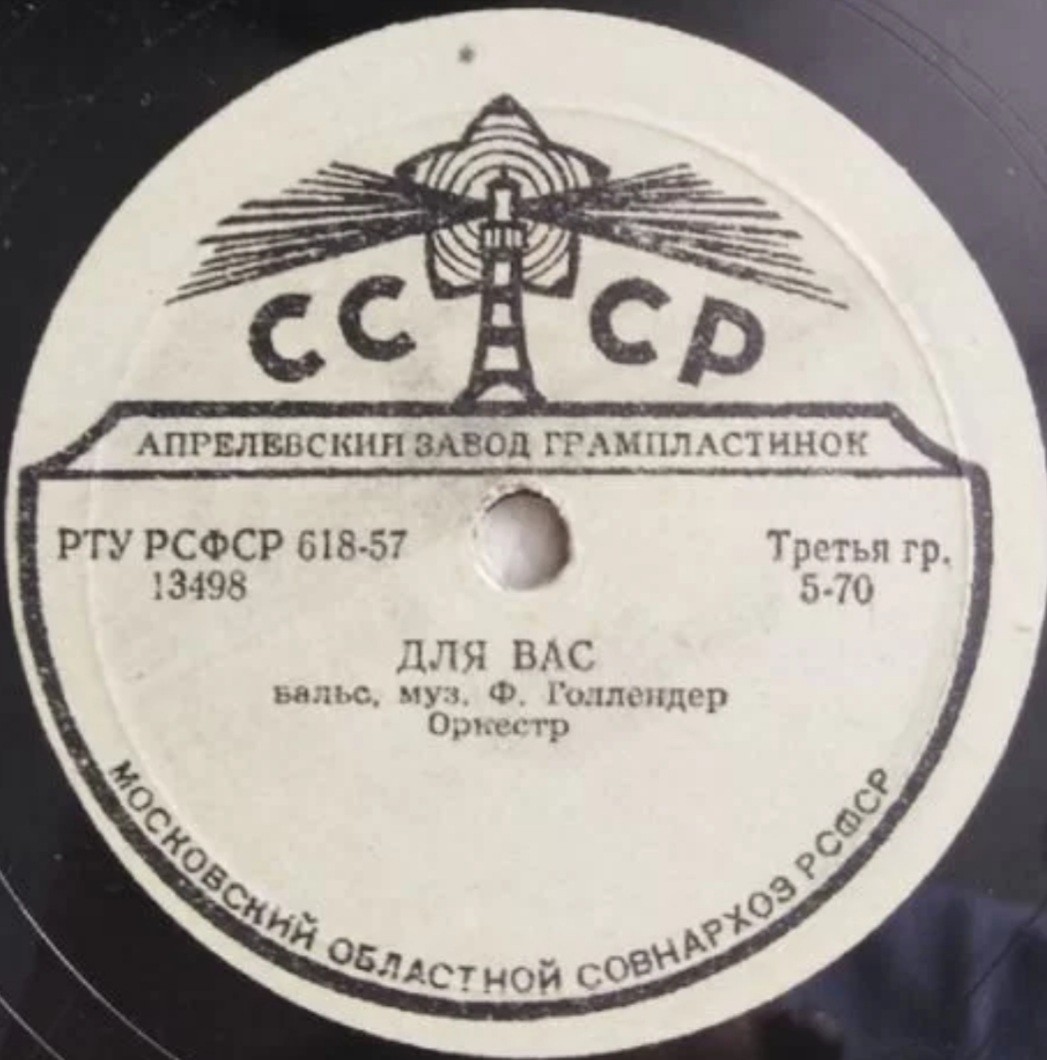 СССР
АПРЕЛЕВСКИЙ ЗАВОД ГРАМПЛАСТИНОК
РТУ РСФСР 618-57
13498
Третья гр.
5-70
ДЛЯ ВАС
вальс, муз. Ф. Голлендер
Оркестр
МОСКОВСКИЙ ОБЛАСТНОЙ СОВНАРХОЗ РСФСР